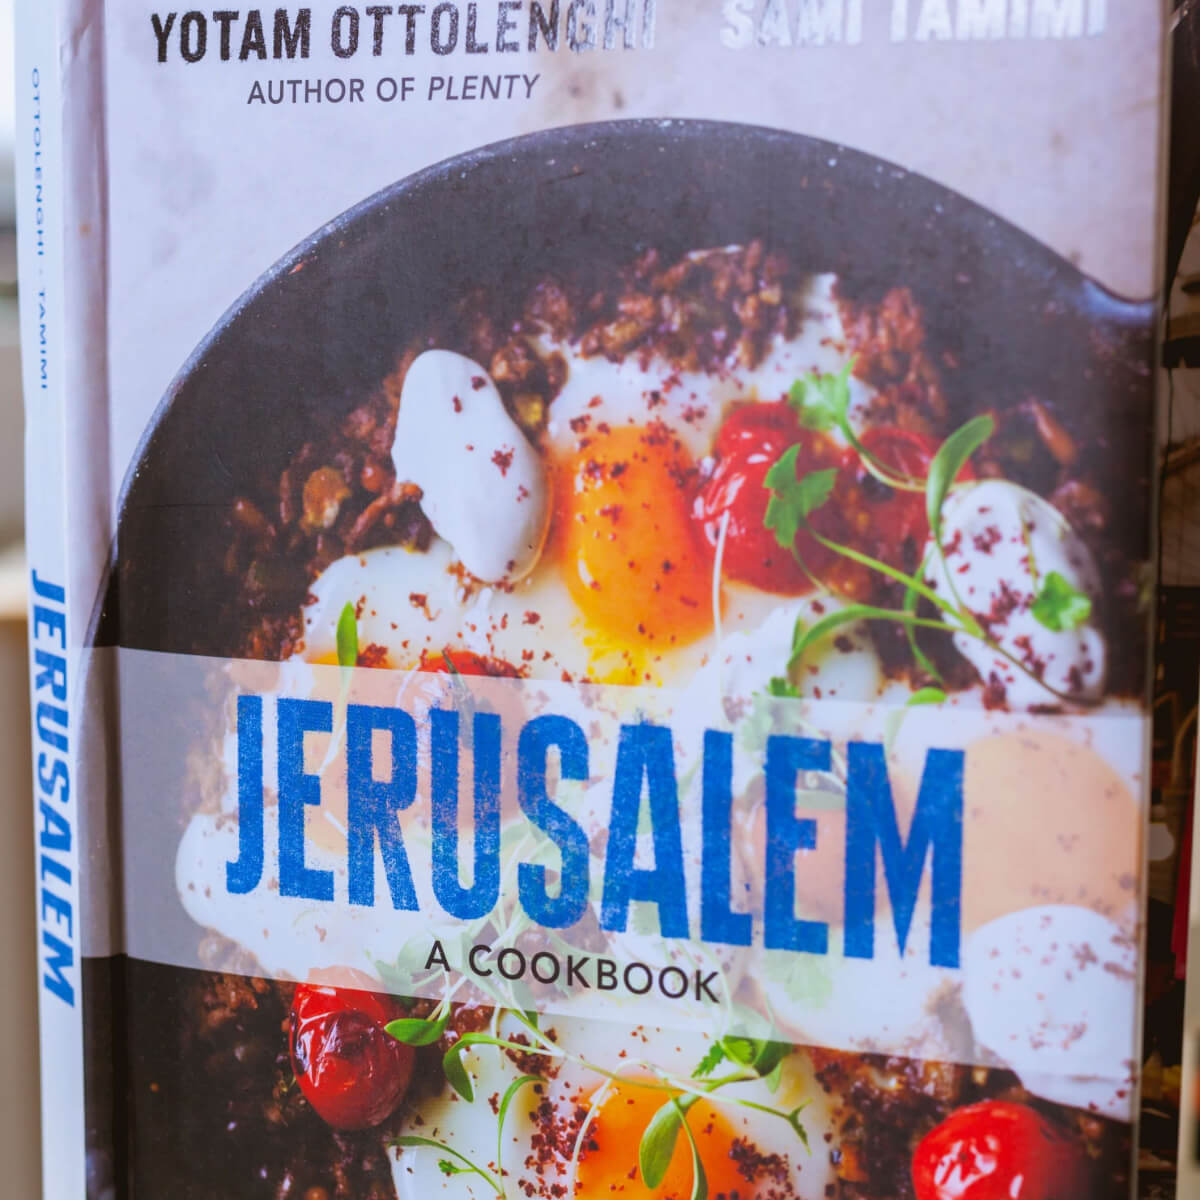 YOTAM OTTOLENGHI SAMI TAMIMI
AUTHOR OF PLENTY
OTTOLENGHI - TAMIMI
JERUSALEM
JERUSALEM
A COOKBOOK